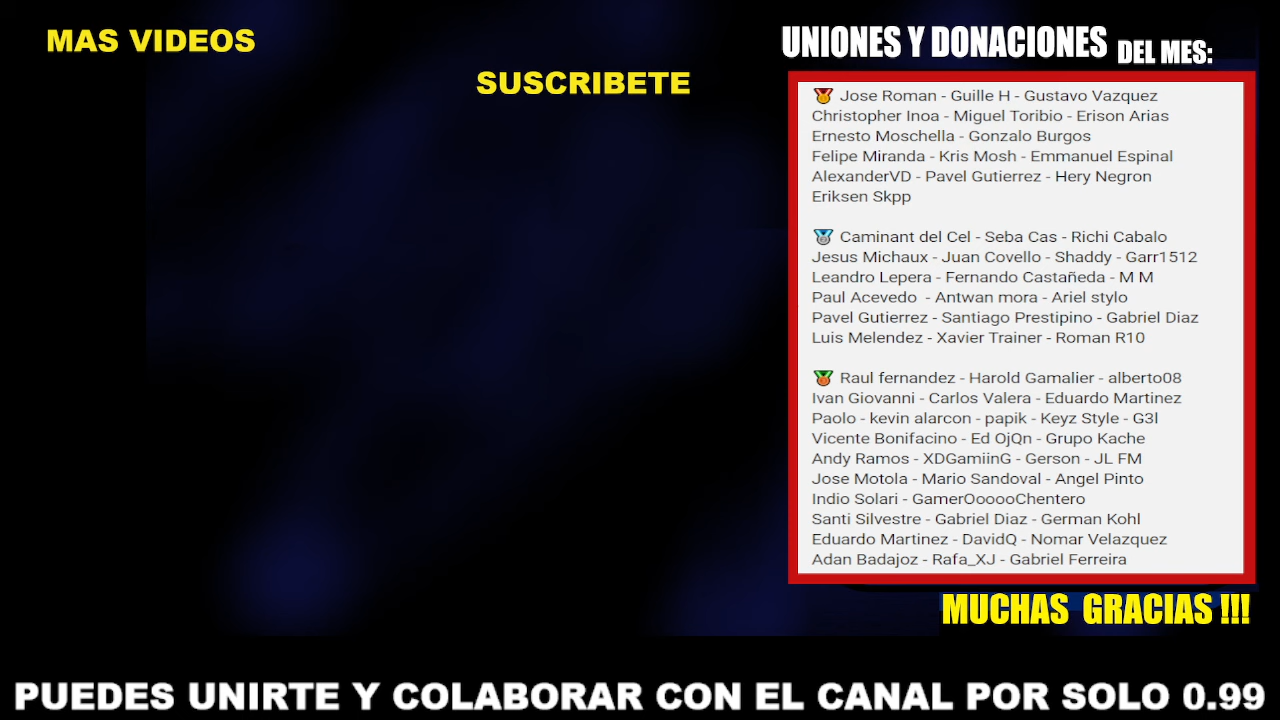 MAS VIDEOS
SUSCRIBETE
UNIONES Y DONACIONES DEL MES:
Jose Roman - Guille H - Gustavo Vazquez
Christopher Inoa - Miguel Toribio - Erison Arias
Ernesto Moschella - Gonzalo Burgos
Felipe Miranda - Kris Mosh - Emmanuel Espinal
AlexanderVD - Pavel Gutierrez - Hery Negron
Eriksen Skpp
Caminant del Cel - Seba Cas - Richi Cabalo
Jesus Michaux - Juan Covello - Shaddy - Garr1512
Leandro Lepera - Fernando Castañeda - M M
Paul Acevedo  - Antwan mora - Ariel stylo
Pavel Gutierrez - Santiago Prestipino - Gabriel Diaz
Luis Melendez - Xavier Trainer - Roman R10
Raul fernandez - Harold Gamalier - alberto08
Ivan Giovanni - Carlos Valera - Eduardo Martinez
Paolo - kevin alarcon - papik - Keyz Style - G3l
Vicente Bonifacino - Ed OjQn - Grupo Kache
Andy Ramos - XDGamiinG - Gerson - JL FM
Jose Motola - Mario Sandoval - Angel Pinto
Indio Solari - GamerOooooChentero
Santi Silvestre - Gabriel Diaz - German Kohl
Eduardo Martinez - DavidQ - Nomar Velazquez
Adan Badajoz - Rafa_XJ - Gabriel Ferreira
MUCHAS GRACIAS !!!
PUEDES UNIRTE Y COLABORAR CON EL CANAL POR SOLO 0.99